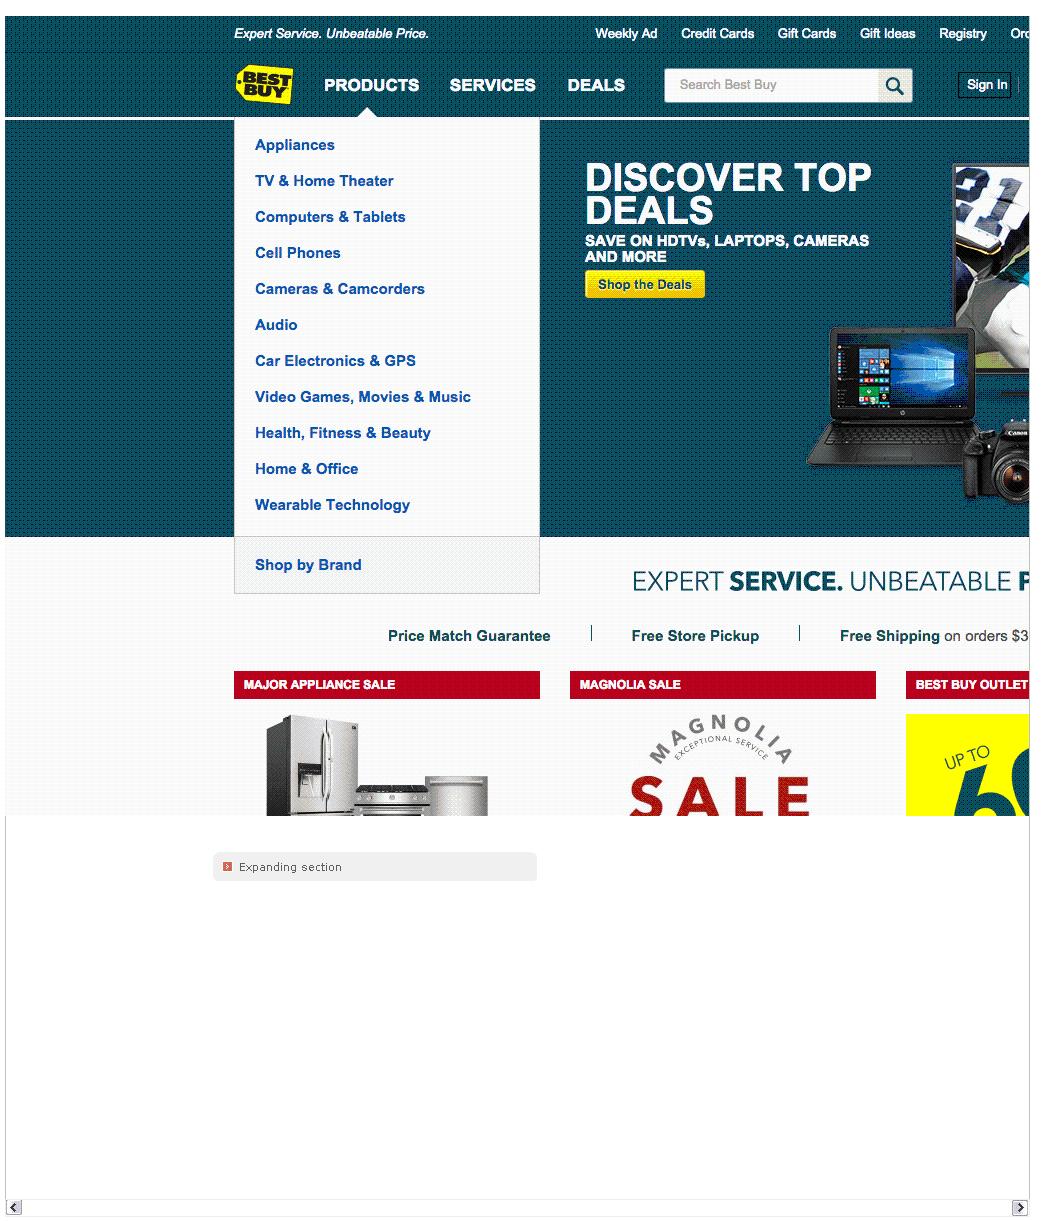 Expert Service. Unbeatable Price.
Weekly Ad Credit Cards Gift Cards Gift Ideas Registry
BEST BUY
PRODUCTS SERVICES DEALS
Search Best Buy
Sign In
Appliances
TV & Home Theater
Computers & Tablets
Cell Phones
Cameras & Camcorders
Audio
Car Electronics & GPS
Video Games, Movies & Music
Health, Fitness & Beauty
Home & Office
Wearable Technology
Shop by Brand
DISCOVER TOP
DEALS
SAVE ON HDTVs, LAPTOPS, CAMERAS
AND MORE
Shop the Deals
21
Canon
EXPERT SERVICE. UNBEATABLE P
Price Match Guarantee
Free Store Pickup
Free Shipping on orders $3
MAJOR APPLIANCE SALE
MAGNOLIA SALE
BEST BUY OUTLET
MAGNOLIA
EXCEPTIONAL SERVICE
SALE
UP TO
6
Expanding section